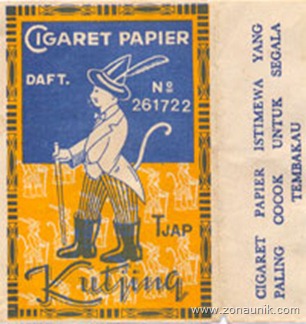 CIGARET PAPIER
DAFT. Nº
261722
TJAP
Kutjing
CIGARET PAPIER ISTIMEWA YANG
PALING COCOK UNTUK SEGALA
TEMBAKAU
www.zonaunik.com